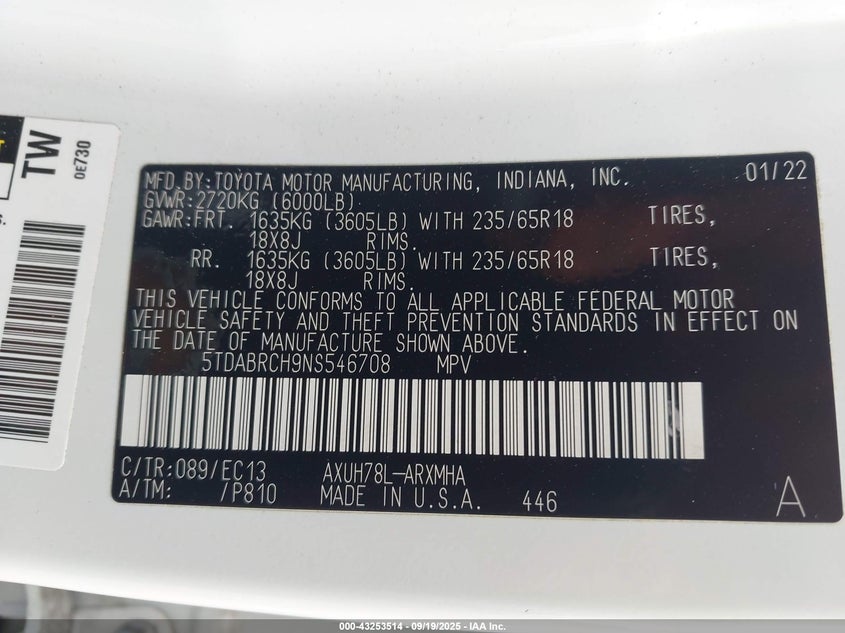 TW
0E730
MFD.BY:TOYOTA MOTOR MANUFACTURING, INDIANA, INC. 01/22
GVWR:2720KG (6000LB)
GAWR:FRT. 1635KG (3605LB) WITH 235/65R18 TIRES,
18X8J RIMS.
RR. 1635KG (3605LB) WITH 235/65R18 TIRES,
18X8J RIMS.
THIS VEHICLE CONFORMS TO ALL APPLICABLE FEDERAL MOTOR
VEHICLE SAFETY AND THEFT PREVENTION STANDARDS IN EFFECT ON
THE DATE OF MANUFACTURE SHOWN ABOVE.
5TDABRCH9NS546708 MPV
C/TR:089/EC13 AXUH78L-ARXMHA
A/TM: /P810 MADE IN U.S.A. 446 A
000-43253514 - 09/19/2025 - IAA Inc.